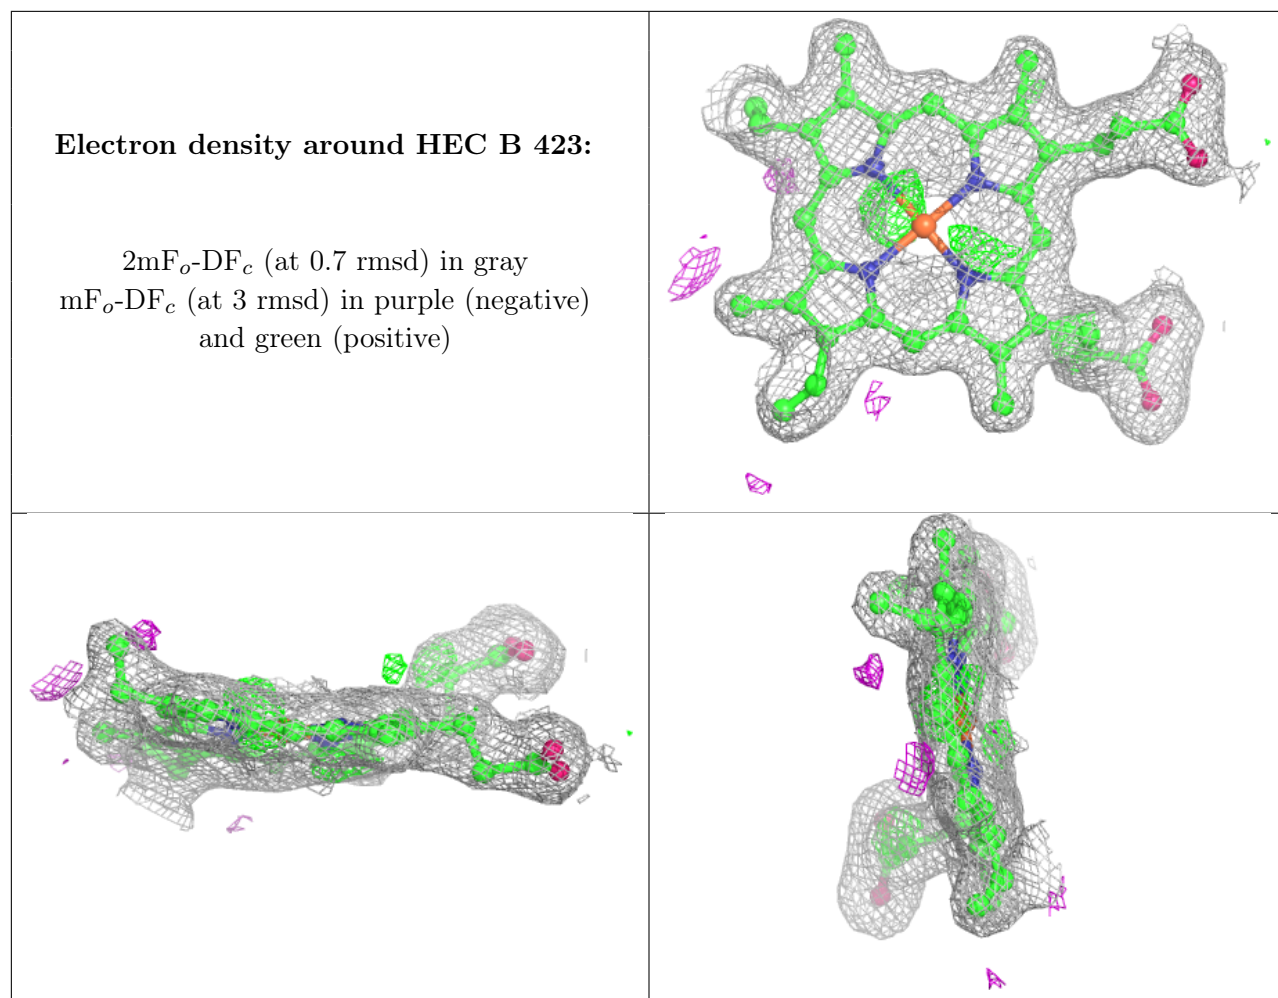 Electron density around HEC B 423:
2mFo-DFc (at 0.7 rmsd) in gray
mFo-DFc (at 3 rmsd) in purple (negative)
and green (positive)